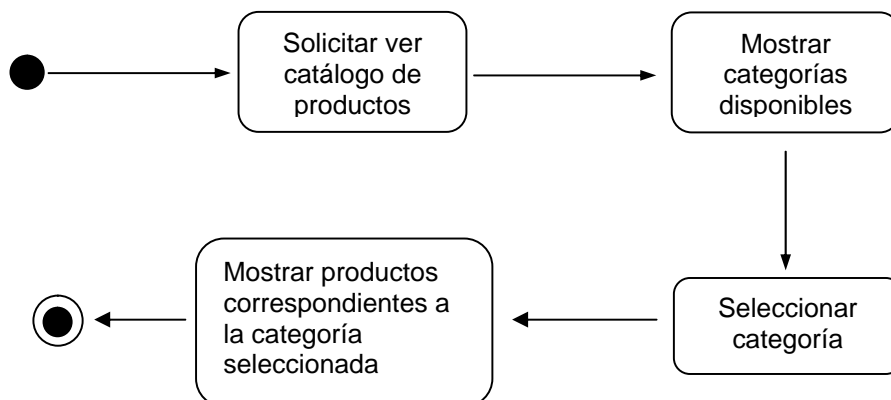 Solicitar ver
catálogo de
productos
Mostrar
categorías
disponibles
Seleccionar
categoría
Mostrar productos
correspondientes a
la categoría
seleccionada